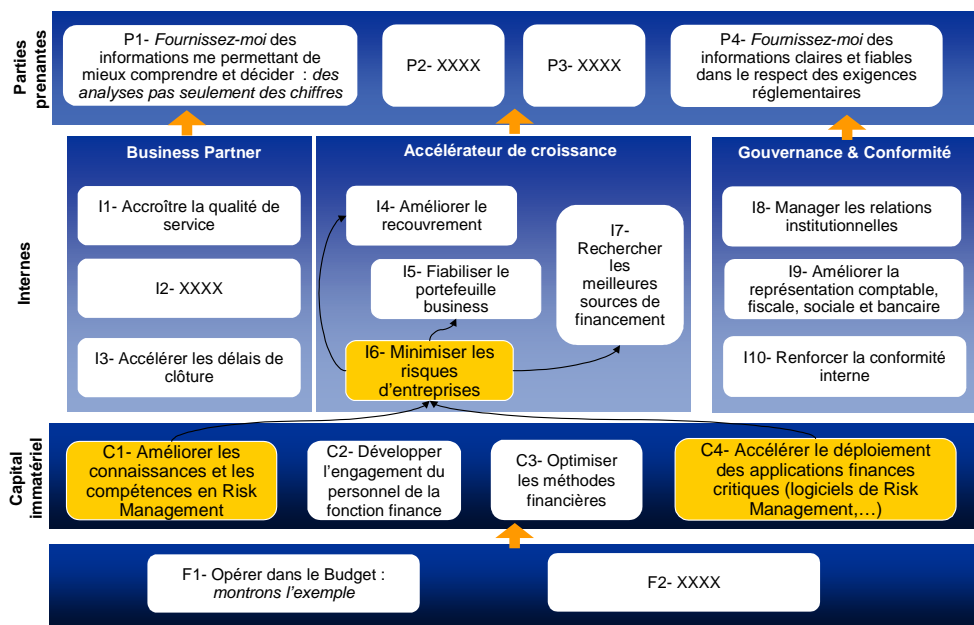 Parties
prenantes
P1- Fournissez-moi des
informations me permettant de
mieux comprendre et décider : des
analyses pas seulement des chiffres
P2- XXXX
P3- XXXX
P4- Fournissez-moi des
informations claires et fiables
dans le respect des exigences
réglementaires
Internes
Business Partner
I1- Accroître la qualité de
service
I2- XXXX
I3- Accélérer les délais de
clôture
Accélérateur de croissance
I4- Améliorer le
recouvrement
I5- Fiabiliser le
portefeuille
business
I6- Minimiser les
risques
d’entreprises
I7-
Rechercher
les
meilleures
sources de
financement
Gouvernance & Conformité
I8- Manager les relations
institutionnelles
I9- Améliorer la
représentation comptable,
fiscale, sociale et bancaire
I10- Renforcer la conformité
interne
Capital
immatériel
C1- Améliorer les
connaissances et les
compétences en Risk
Management
C2- Développer
l’engagement du
personnel de la
fonction finance
C3- Optimiser
les méthodes
financières
C4- Accélérer le déploiement
des applications finances
critiques (logiciels de Risk
Management,…)
F1- Opérer dans le Budget :
montrons l’exemple
F2- XXXX